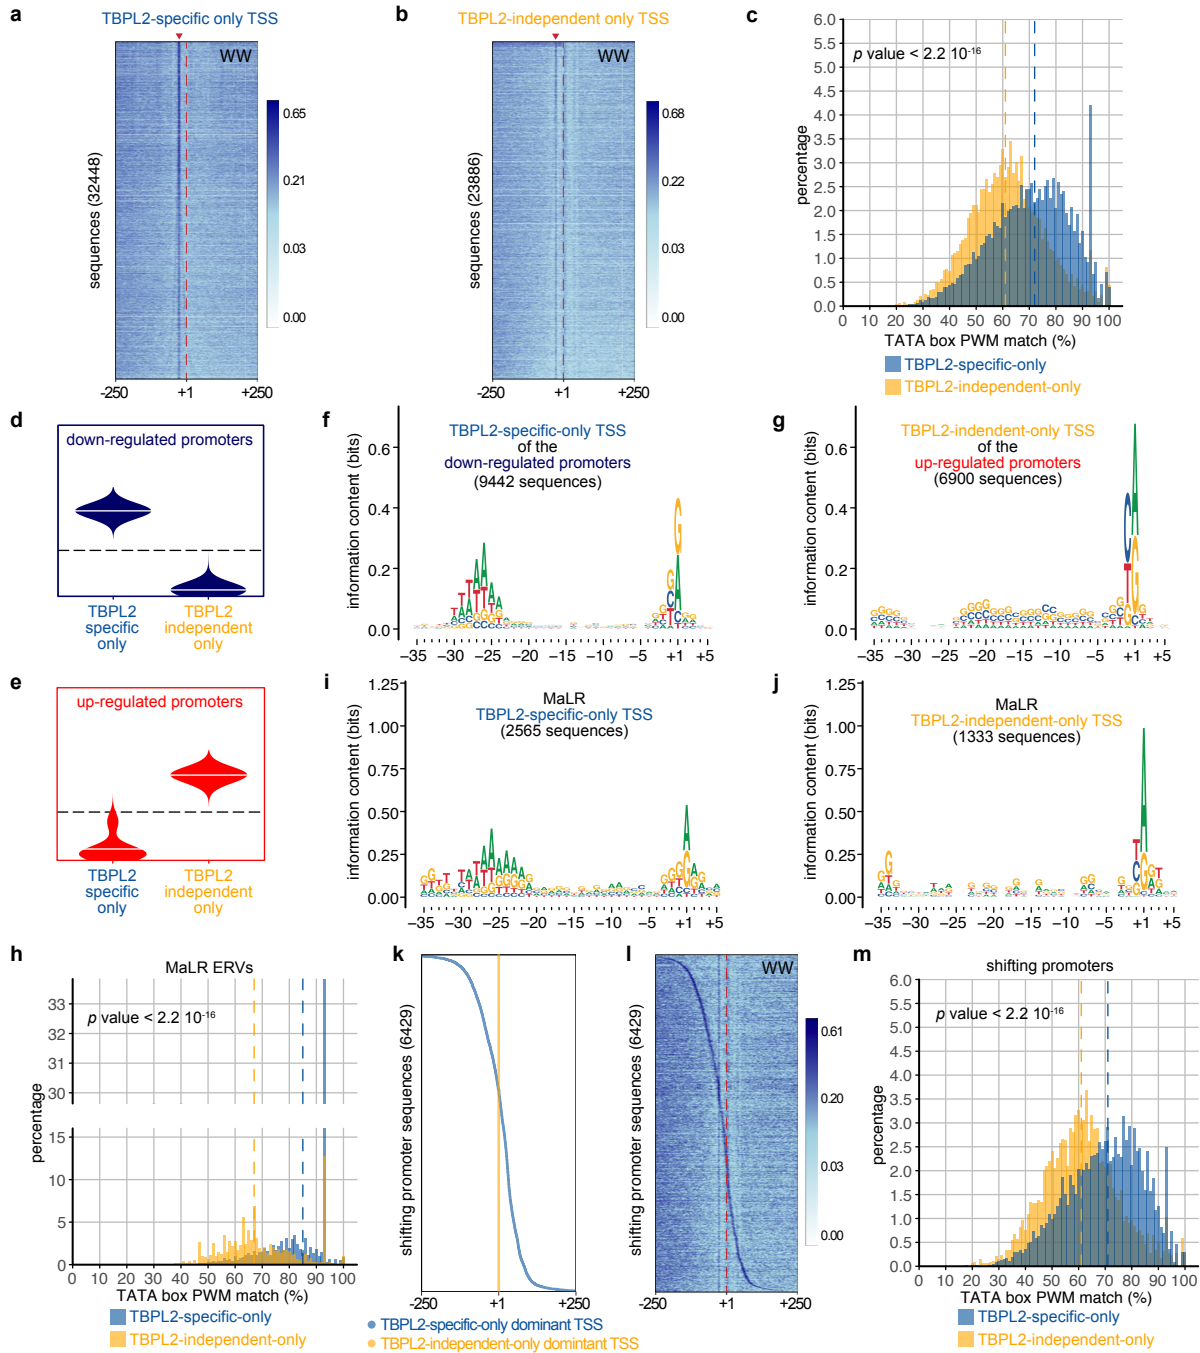 a
TBPL2-specific only TSS
WW
sequences (32448)
0.65
0.21
0.03
0.00
-250
+1
+250
b
TBPL2-independent only TSS
WW
sequences (23886)
0.68
0.22
0.03
0.00
-250
+1
+250
c
p value < 2.2 10-16
percentage
6.0
5.5
5.0
4.5
4.0
3.5
3.0
2.5
2.0
1.5
1.0
0.5
0.0
0 10 20 30 40 50 60 70 80 90 100
TATA box PWM match (%)
TBPL2-specific-only
TBPL2-independent-only
d
down-regulated promoters
TBPL2
specific
only
TBPL2
independent
only
e
up-regulated promoters
TBPL2
specific
only
TBPL2
independent
only
f
TBPL2-specific-only TSS
of the
down-regulated promoters
(9442 sequences)
information content (bits)
0.6
0.4
0.2
0.0
−35 −30 −25 −20 −15 −10 −5 +1 +5
g
TBPL2-indendent-only TSS
of the
up-regulated promoters
(6900 sequences)
information content (bits)
0.6
0.4
0.2
0.0
−35 −30 −25 −20 −15 −10 −5 +1 +5
i
MaLR
TBPL2-specific-only TSS
(2565 sequences)
information content (bits)
1.25
1.00
0.75
0.50
0.25
0.00
−35 −30 −25 −20 −15 −10 −5 +1 +5
j
MaLR
TBPL2-independent-only TSS
(1333 sequences)
information content (bits)
1.25
1.00
0.75
0.50
0.25
0.00
−35 −30 −25 −20 −15 −10 −5 +1 +5
h
MaLR ERVs
p value < 2.2 10-16
percentage
33
32
31
30
15
10
5
0
0 10 20 30 40 50 60 70 80 90 100
TATA box PWM match (%)
TBPL2-specific-only
TBPL2-independent-only
k
shifting promoter sequences (6429)
-250
+1
+250
TBPL2-specific-only dominant TSS
TBPL2-independent-only dominant TSS
l
WW
shifting promoter sequences (6429)
0.61
0.20
0.03
0.00
-250
+1
+250
m
shifting promoters
p value < 2.2 10-16
percentage
6.0
5.5
5.0
4.5
4.0
3.5
3.0
2.5
2.0
1.5
1.0
0.5
0.0
0 10 20 30 40 50 60 70 80 90 100
TATA box PWM match (%)
TBPL2-specific-only
TBPL2-independent-only